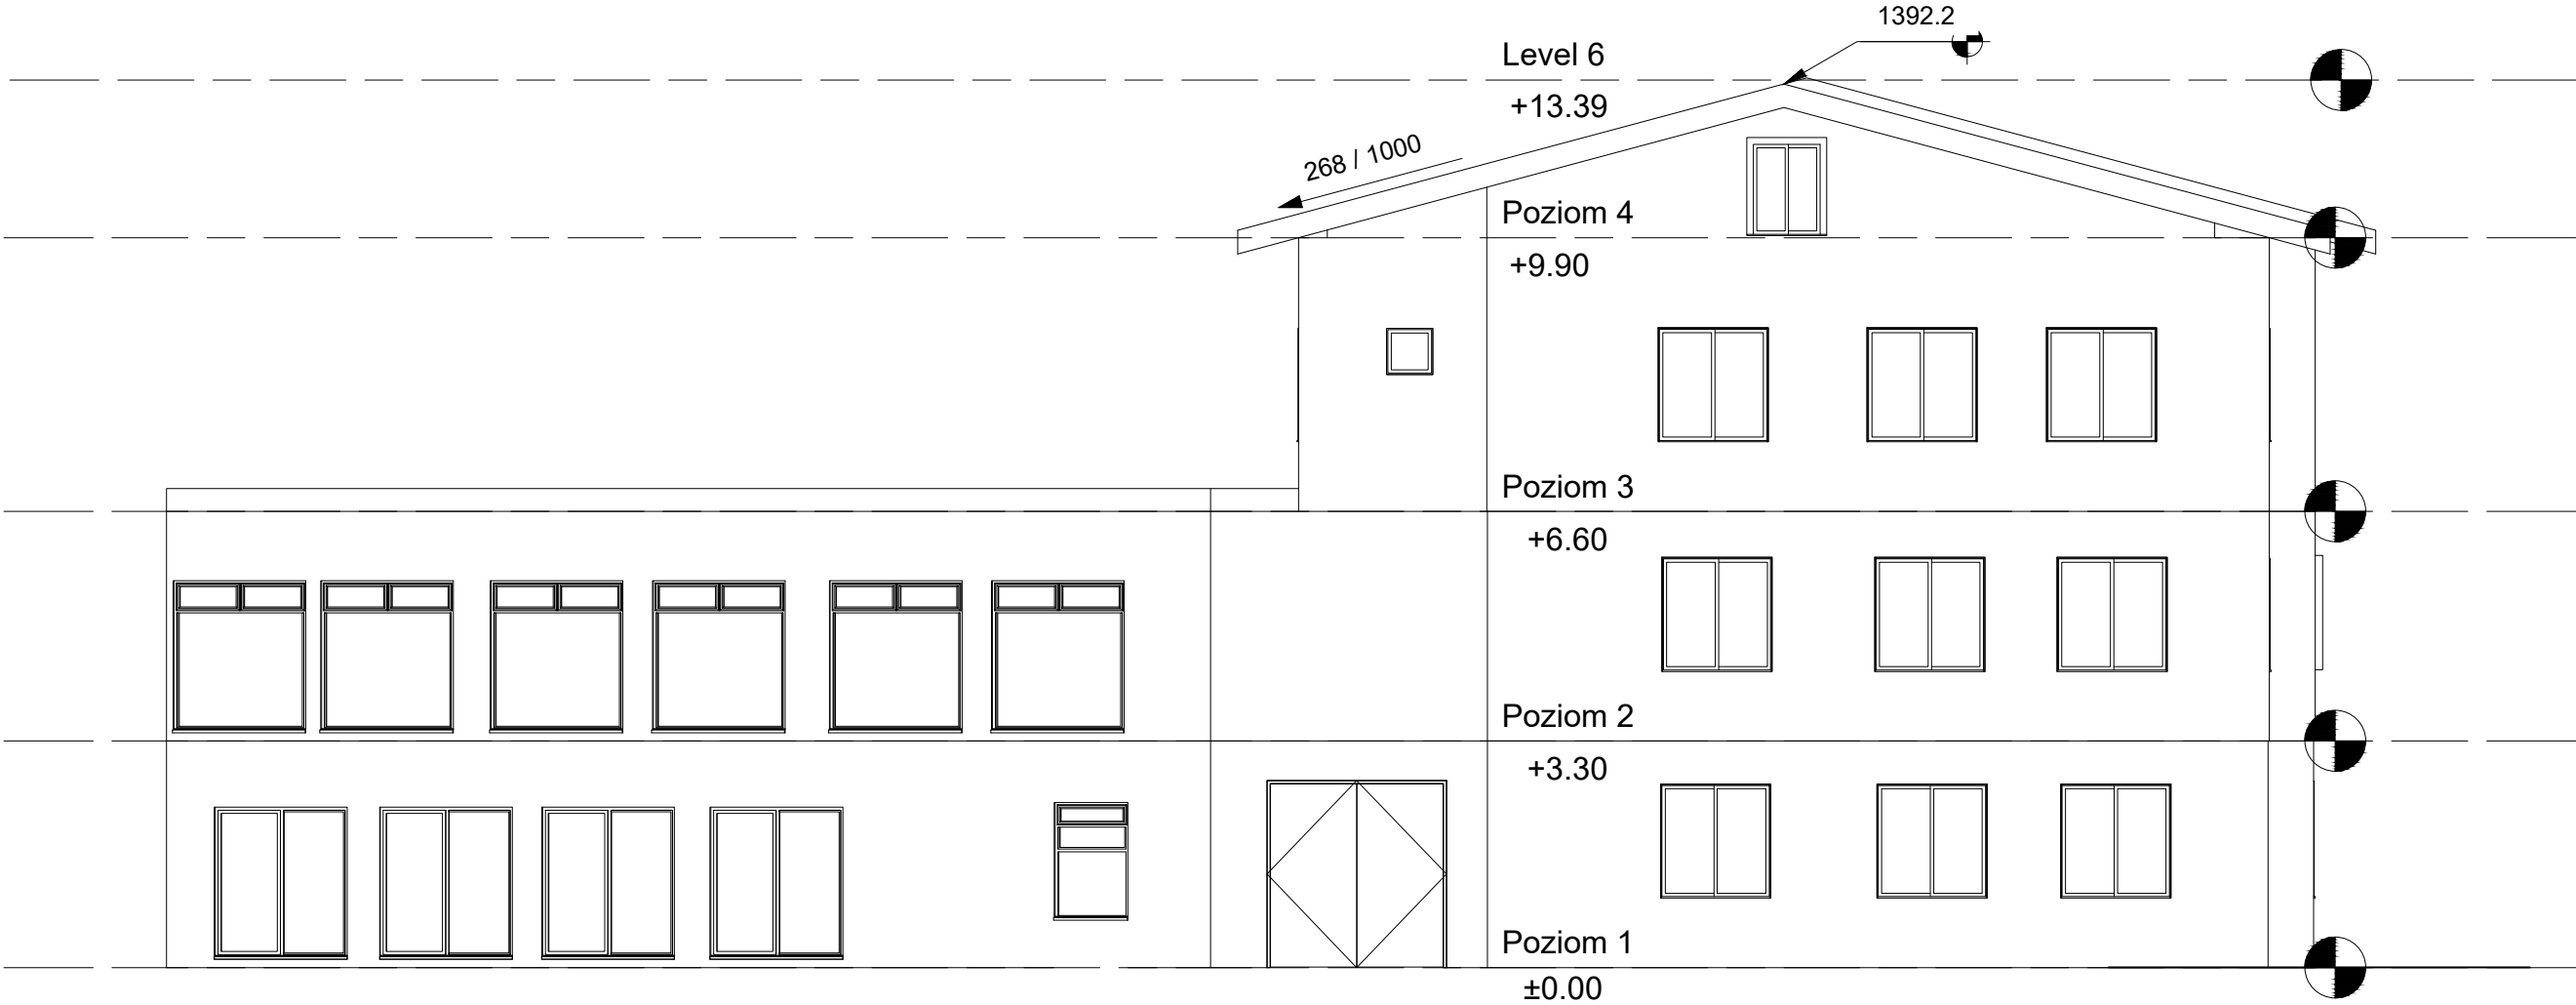 1392.2
Level 6
+13.39
268 / 1000
Poziom 4
+9.90
Poziom 3
+6.60
Poziom 2
+3.30
Poziom 1
±0.00